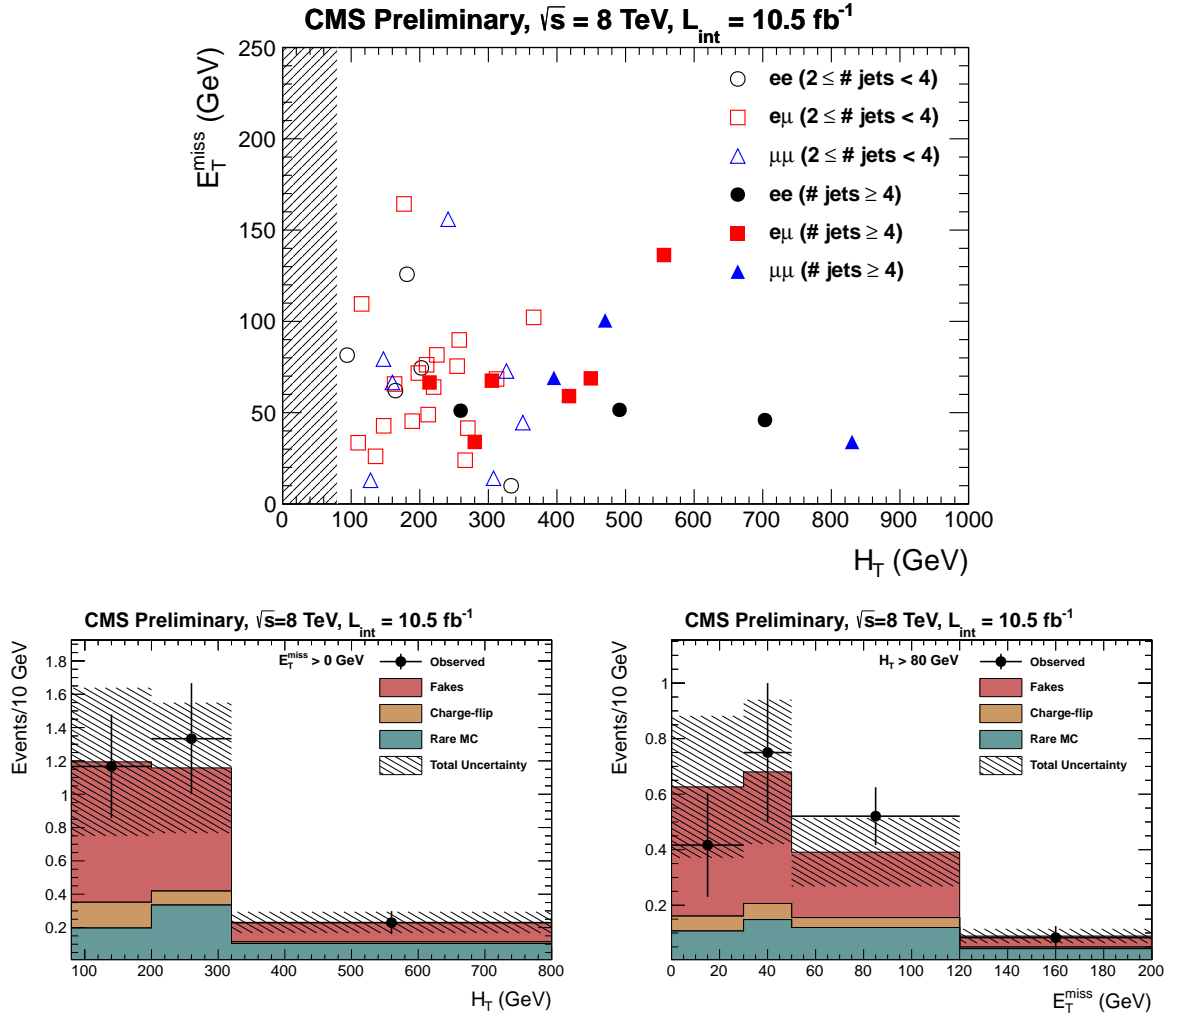 CMS Preliminary, √s = 8 TeV, L_int = 10.5 fb⁻¹
E_T^miss (GeV)
250
200
150
100
50
0
ee (2 ≤ # jets < 4)
eμ (2 ≤ # jets < 4)
μμ (2 ≤ # jets < 4)
ee (# jets ≥ 4)
eμ (# jets ≥ 4)
μμ (# jets ≥ 4)
0 100 200 300 400 500 600 700 800 900 1000
H_T (GeV)
CMS Preliminary, √s=8 TeV, L_int = 10.5 fb⁻¹
Events/10 GeV
1.8
1.6
1.4
1.2
1
0.8
0.6
0.4
0.2
E_T^miss > 0 GeV
Observed
Fakes
Charge-flip
Rare MC
Total Uncertainty
100 200 300 400 500 600 700 800
H_T (GeV)
CMS Preliminary, √s=8 TeV, L_int = 10.5 fb⁻¹
Events/10 GeV
1
0.8
0.6
0.4
0.2
H_T > 80 GeV
Observed
Fakes
Charge-flip
Rare MC
Total Uncertainty
0 20 40 60 80 100 120 140 160 180 200
E_T^miss (GeV)